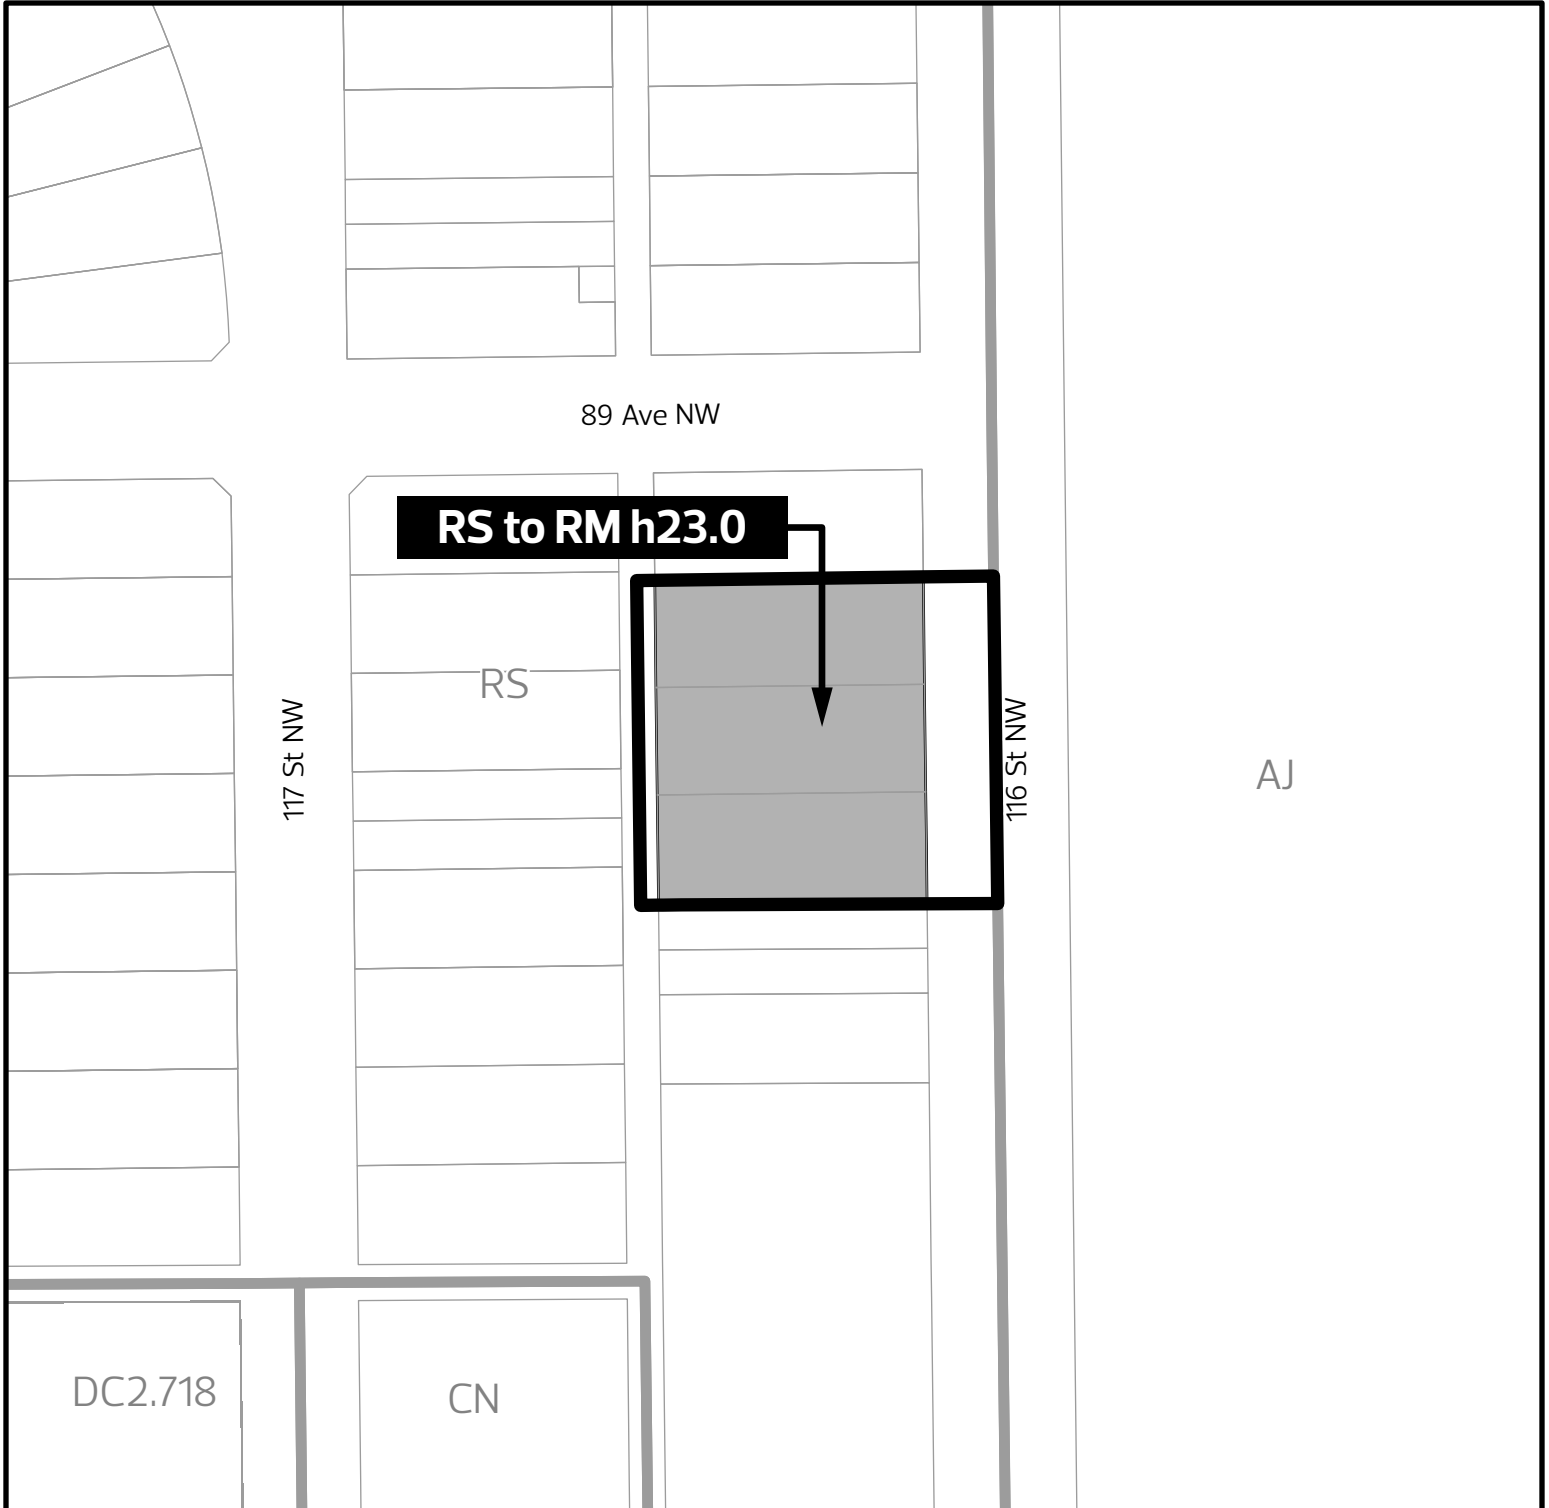 89 Ave NW
RS to RM h23.0
RS
117 St NW
116 St NW
AJ
DC2.718
CN